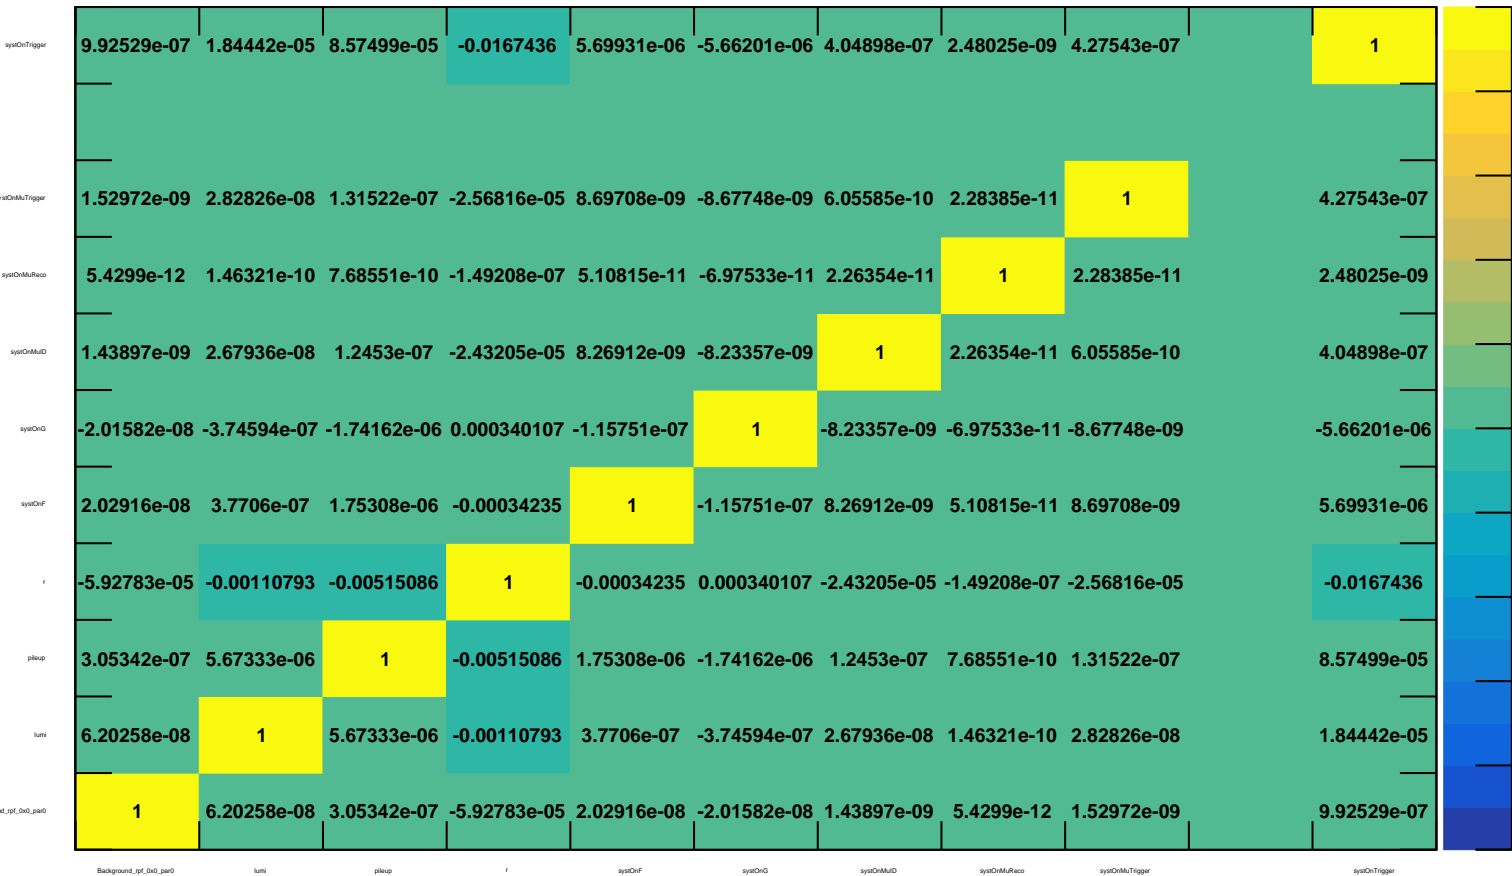 systOnTrigger 9.92529e-07 1.84442e-05 8.57499e-05 -0.0167436 5.69931e-06 -5.66201e-06 4.04898e-07 2.48025e-09 4.27543e-07 1
stOnMuTrigger 1.52972e-09 2.82826e-08 1.31522e-07 -2.56816e-05 8.69708e-09 -8.67748e-09 6.05585e-10 2.28385e-11 1 4.27543e-07
systOnMuReco 5.4299e-12 1.46321e-10 7.68551e-10 -1.49208e-07 5.10815e-11 -6.97533e-11 2.26354e-11 1 2.28385e-11 2.48025e-09
systOnMuID 1.43897e-09 2.67936e-08 1.2453e-07 -2.43205e-05 8.26912e-09 -8.23357e-09 1 2.26354e-11 6.05585e-10 4.04898e-07
systOnG -2.01582e-08 -3.74594e-07 -1.74162e-06 0.000340107 -1.15751e-07 1 -8.23357e-09 -6.97533e-11 -8.67748e-09 -5.66201e-06
systOnF 2.02916e-08 3.7706e-07 1.75308e-06 -0.00034235 1 -1.15751e-07 8.26912e-09 5.10815e-11 8.69708e-09 5.69931e-06
r -5.92783e-05 -0.00110793 -0.00515086 1 -0.00034235 0.000340107 -2.43205e-05 -1.49208e-07 -2.56816e-05 -0.0167436
pileup 3.05342e-07 5.67333e-06 1 -0.00515086 1.75308e-06 -1.74162e-06 1.2453e-07 7.68551e-10 1.31522e-07 8.57499e-05
lumi 6.20258e-08 1 5.67333e-06 -0.00110793 3.7706e-07 -3.74594e-07 2.67936e-08 1.46321e-10 2.82826e-08 1.84442e-05
d_rpf_0x0_par0 1 6.20258e-08 3.05342e-07 -5.92783e-05 2.02916e-08 -2.01582e-08 1.43897e-09 5.4299e-12 1.52972e-09 9.92529e-07
Background_rpf_0x0_par0 lumi pileup r systOnF systOnG systOnMuID systOnMuReco systOnMuTrigger systOnTrigger